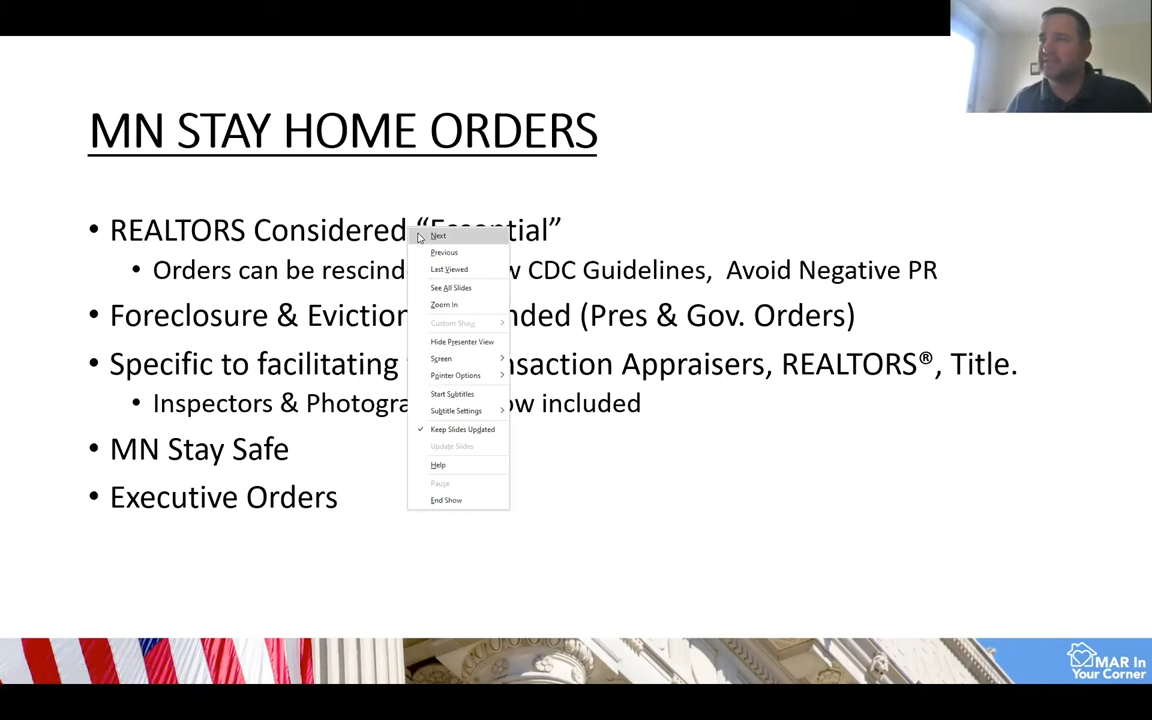 MN STAY HOME ORDERS
• REALTORS Considered “Essential”
• Orders can be rescind w CDC Guidelines, Avoid Negative PR
• Foreclosure & Eviction nded (Pres & Gov. Orders)
• Specific to facilitating nsaction Appraisers, REALTORS®, Title.
• Inspectors & Photogra ow included
• MN Stay Safe
• Executive Orders
Next
Previous
Last Viewed
See All Slides
Zoom In
Custom Show
Hide Presenter View
Screen
Pointer Options
Start Subtitles
Subtitle Settings
Keep Slides Updated
Update Slides
Help
Pause
End Show
MAR In
Your Corner